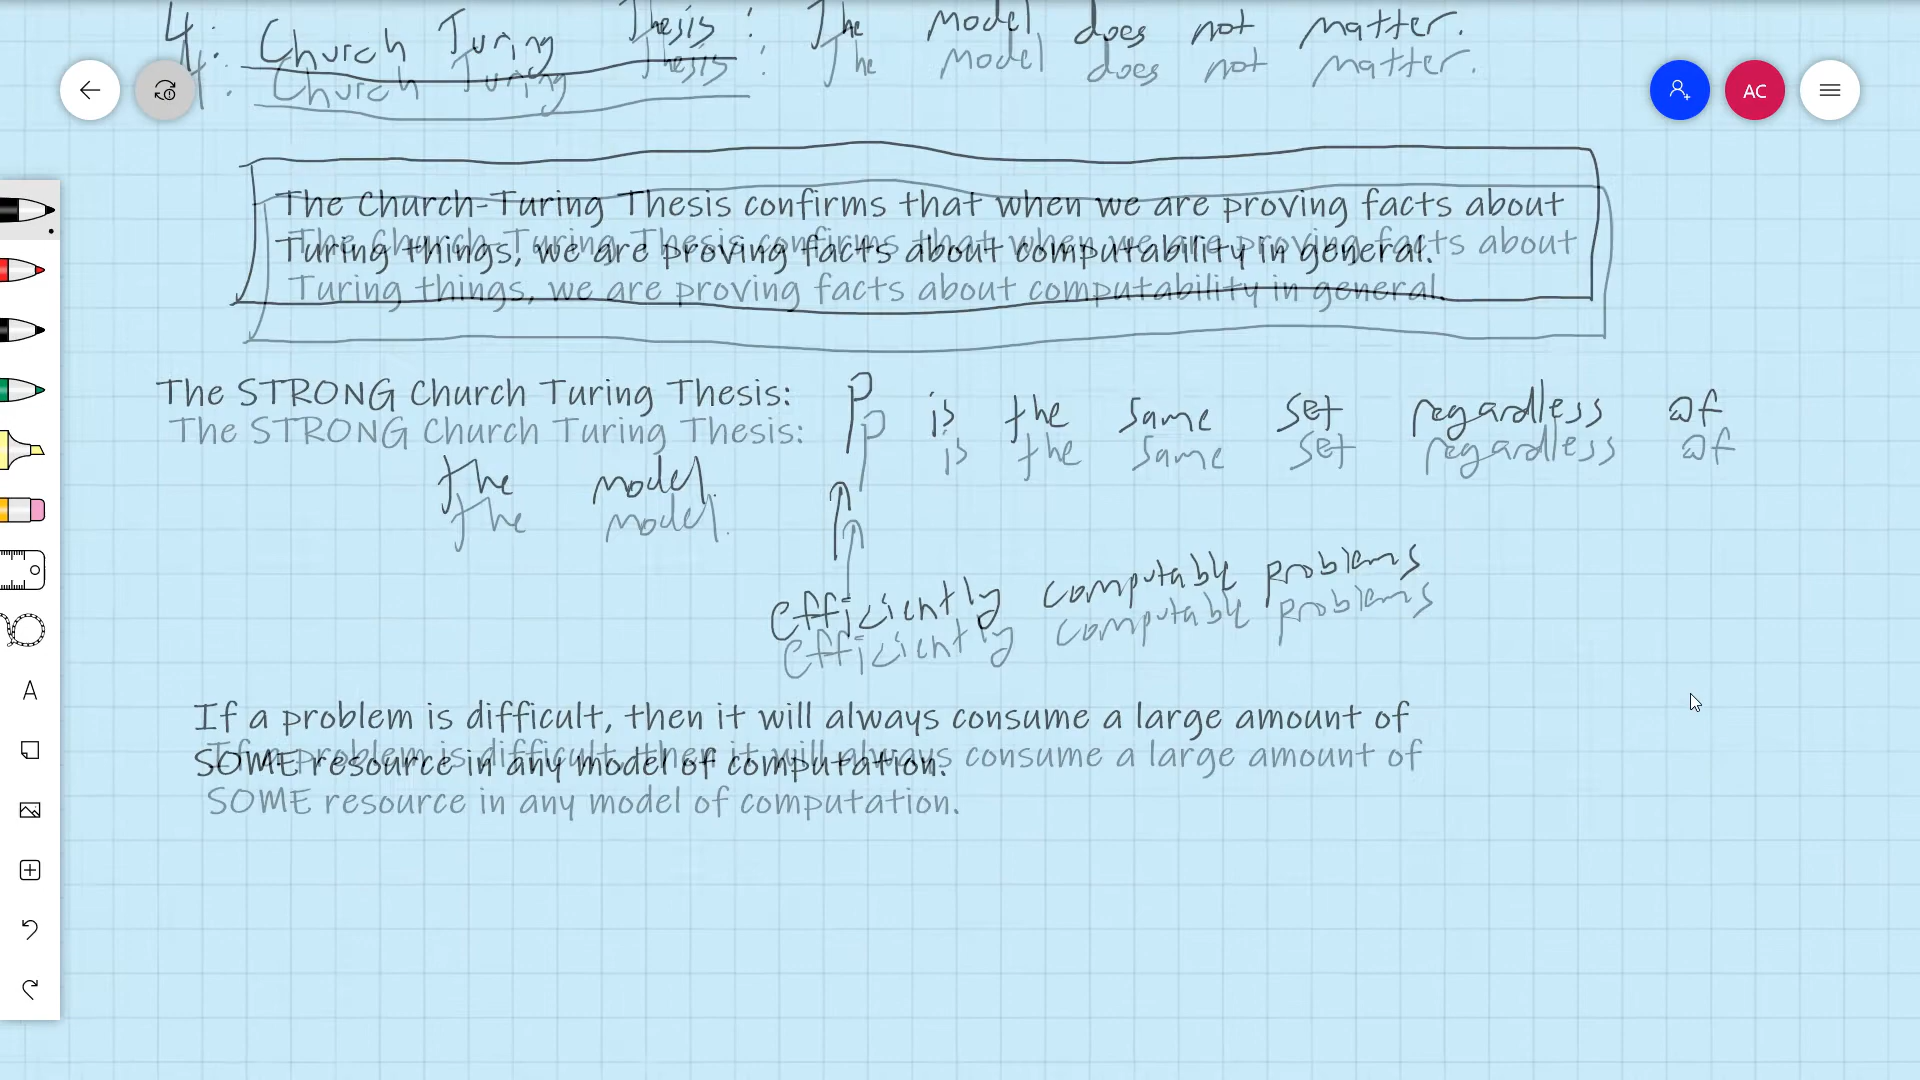 4: Church Turing Thesis: The model does not matter.
AC
The Church-Turing Thesis confirms that when we are proving facts about
Turing things, we are proving facts about computability in general.
The STRONG Church Turing Thesis: P is the same set regardless of
the model.
efficiently computable problems
If a problem is difficult, then it will always consume a large amount of
SOME resource in any model of computation.
A